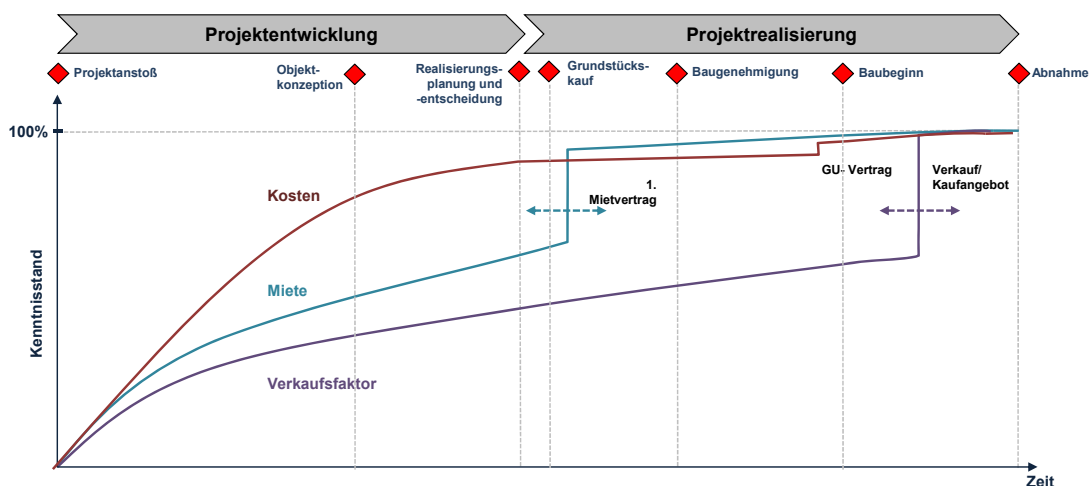 Projektentwicklung
Projektrealisierung
Projektanstoß
Objekt-
konzeption
Realisierungs-
planung und
-entscheidung
Grundstücks-
kauf
Baugenehmigung
Baubeginn
Abnahme
100%
Kosten
1.
Mietvertrag
GU- Vertrag
Verkauf/
Kaufangebot
Miete
Verkaufsfaktor
Kenntnisstand
Zeit